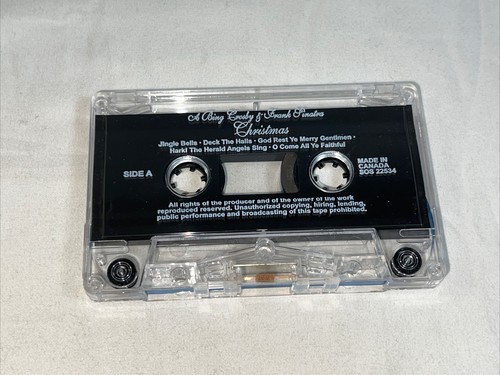 A Bing Crosby & Frank Sinatra
Christmas
Jingle Bells • Deck The Halls • God Rest Ye Merry Gentlmen •
Hark! The Herald Angels Sing • O Come All Ye Faithful
SIDE A
MADE IN
CANADA
SOS 22534
All rights of the producer and of the owner of the work
reproduced reserved. Unauthorized copying, hiring, lending,
public performance and broadcasting of this tape prohibited.